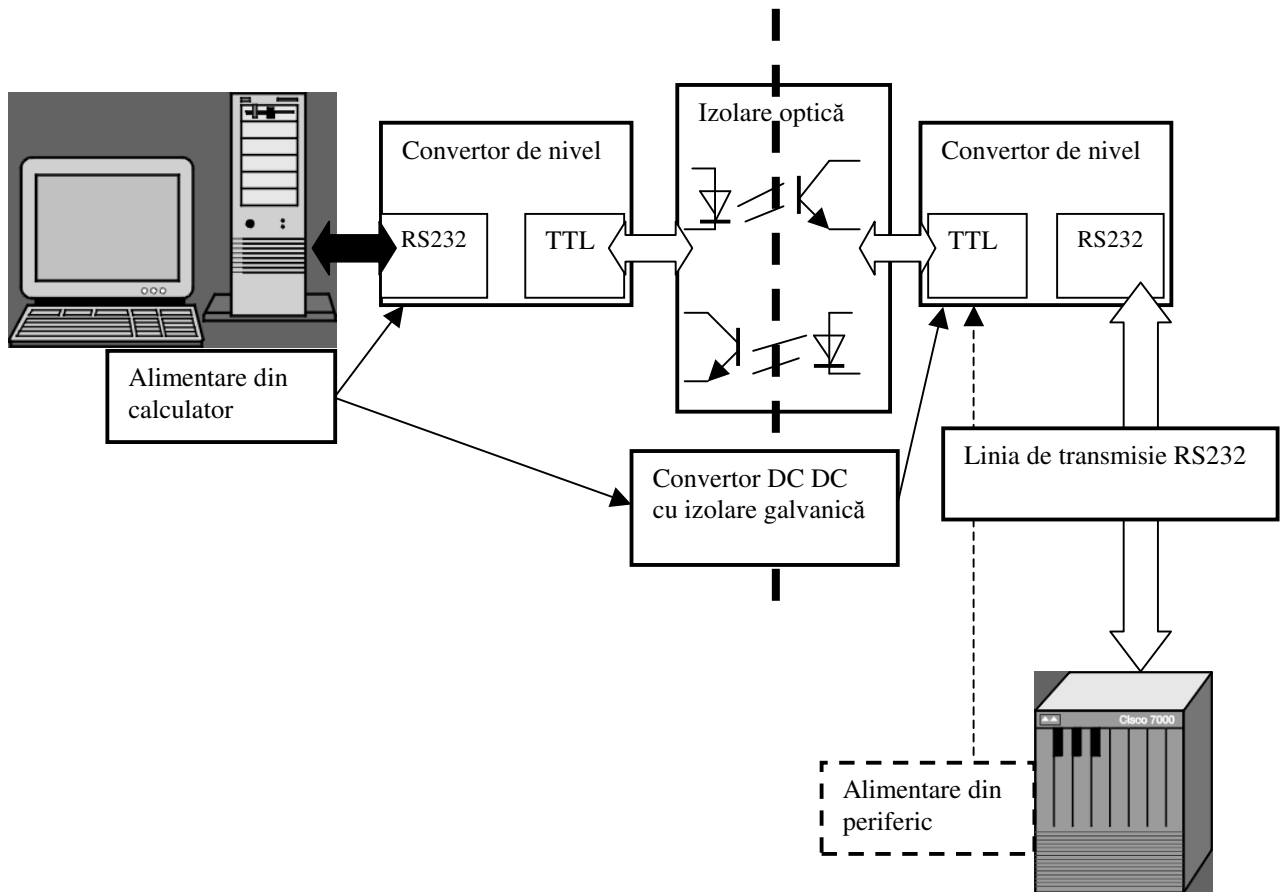 Izolare optică
Convertor de nivel
Convertor de nivel
RS232
TTL
TTL
RS232
Alimentare din
calculator
Convertor DC DC
cu izolare galvanică
Linia de transmisie RS232
Cisco 7000
Alimentare din
periferic